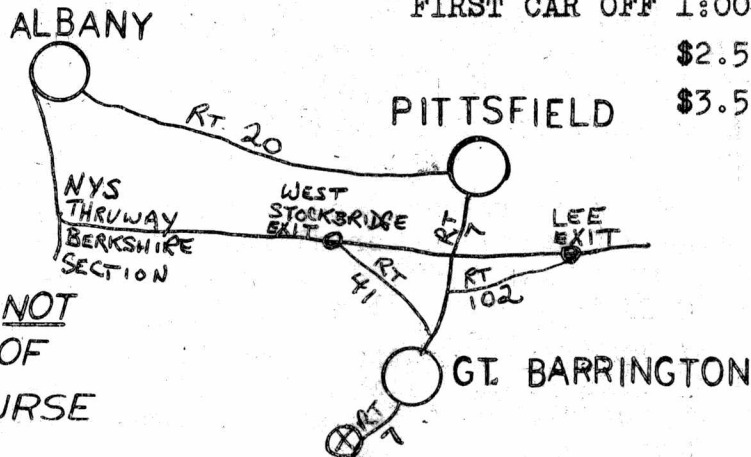 FIRST CAR OFF 1:00
$2.5
$3.5
ALBANY
PITTSFIELD
RT. 20
NYS
THRUWAY
BERKSHIRE
SECTION
WEST
STOCKBRIDGE
EXIT
RT
7
LEE
EXIT
RT
41
RT
102
NOT
OF
URSE
GT. BARRINGTON
RT
7